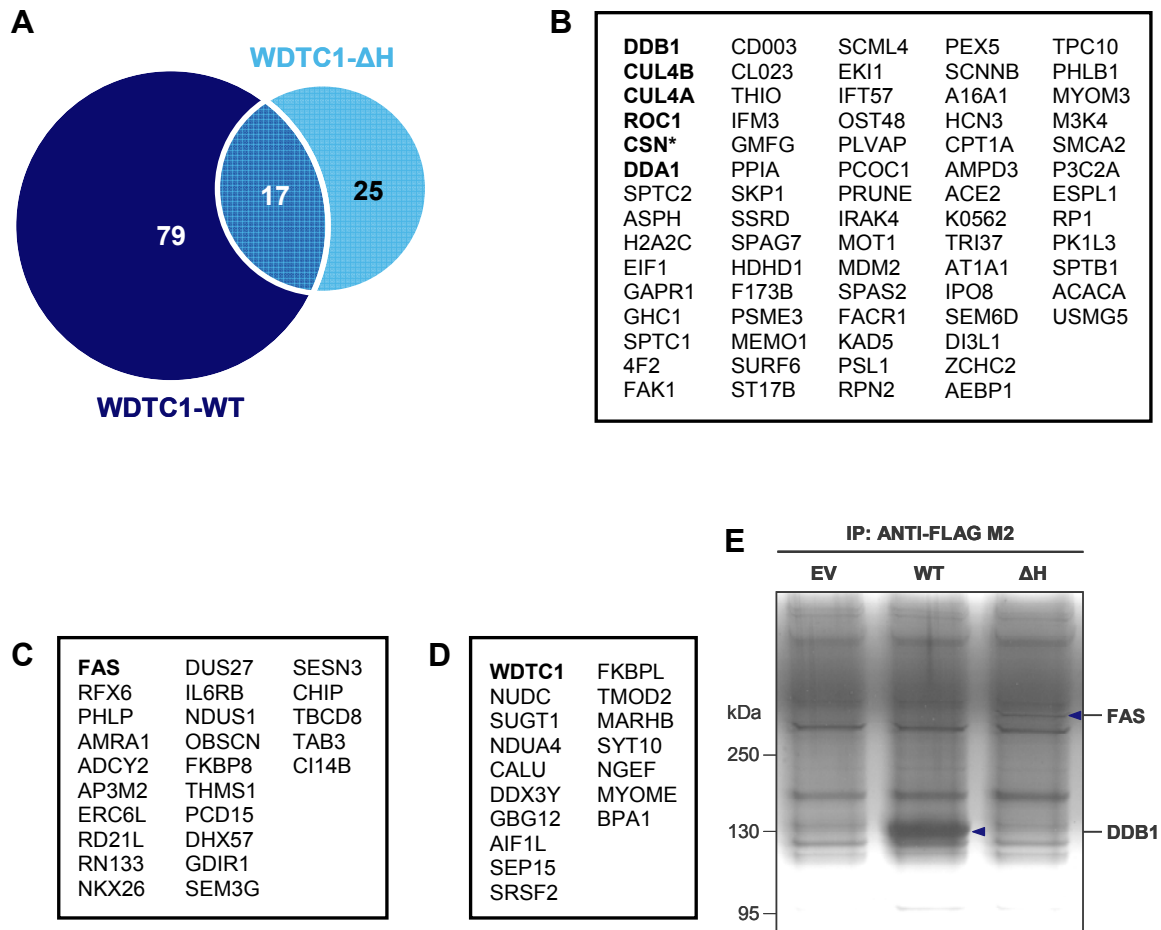 A
WDTC1-ΔH
17
25
79
WDTC1-WT
B
DDB1 CD003 SCML4 PEX5 TPC10
CUL4B CL023 EKI1 SCNNB PHLB1
CUL4A THIO IFT57 A16A1 MYOM3
ROC1 IFM3 OST48 HCN3 M3K4
CSN* GMFG PLVAP CPT1A SMCA2
DDA1 PPIA PCOC1 AMPD3 P3C2A
SPTC2 SKP1 PRUNE ACE2 ESPL1
ASPH SSRD IRAK4 K0562 RP1
H2A2C SPAG7 MOT1 TRI37 PK1L3
EIF1 HDHD1 MDM2 AT1A1 SPTB1
GAPR1 F173B SPAS2 IPO8 ACACA
GHC1 PSME3 FACR1 SEM6D USMG5
SPTC1 MEMO1 KAD5 DI3L1
4F2 SURF6 PSL1 ZCHC2
FAK1 ST17B RPN2 AEBP1
C
FAS DUS27 SESN3
RFX6 IL6RB CHIP
PHLP NDUS1 TBCD8
AMRA1 OBSCN TAB3
ADCY2 FKBP8 CI14B
AP3M2 THMS1
ERC6L PCD15
RD21L DHX57
RN133 GDIR1
NKX26 SEM3G
D
WDTC1 FKBPL
NUDC TMOD2
SUGT1 MARHB
NDUA4 SYT10
CALU NGEF
DDX3Y MYOME
GBG12 BPA1
AIF1L
SEP15
SRSF2
E
IP: ANTI-FLAG M2
EV WT ΔH
kDa
FAS
250
130
DDB1
95